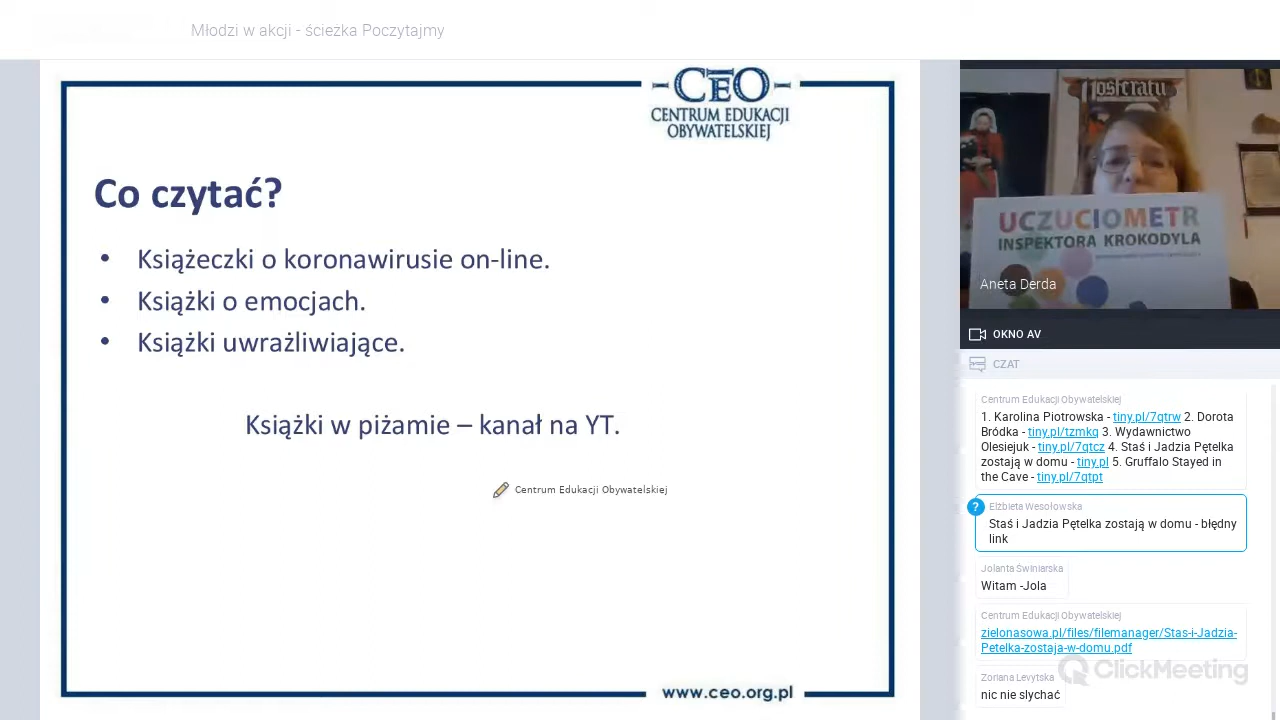 Młodzi w akcji - ścieżka Poczytajmy
CEO
CENTRUM EDUKACJI
OBYWATELSKIEJ
Co czytać?
• Książeczki o koronawirusie on-line.
• Książki o emocjach.
• Książki uwrażliwiające.
Książki w piżamie – kanał na YT.
Centrum Edukacji Obywatelskiej
www.ceo.org.pl
Nosferatu
UCZUCIOMETR
INSPEKTORA KROKODYLA
Aneta Derda
OKNO AV
CZAT
Centrum Edukacji Obywatelskiej
1. Karolina Piotrowska - tiny.pl/7qtrw 2. Dorota
Bródka - tiny.pl/tzmkq 3. Wydawnictwo
Olesiejuk - tiny.pl/7qtcz 4. Staś i Jadzia Pętelka
zostają w domu - tiny.pl 5. Gruffalo Stayed in
the Cave - tiny.pl/7qtpt
?
Elżbieta Wesołowska
Staś i Jadzia Pętelka zostają w domu - błędny
link
Jolanta Świniarska
Witam -Jola
Centrum Edukacji Obywatelskiej
zielonasowa.pl/files/filemanager/Stas-i-Jadzia-
Petelka-zostaja-w-domu.pdf
ClickMeeting
Zoriana Levytska
nic nie slychać